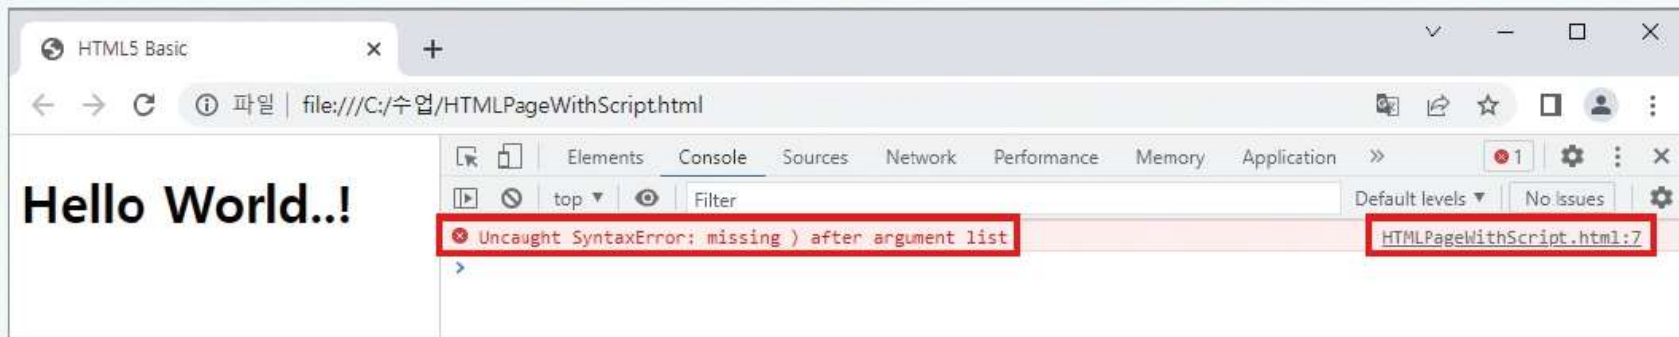 HTML5 Basic
파일 | file:///C:/수업/HTMLPageWithScript.html
Hello World..!
Elements Console Sources Network Performance Memory Application » 1
top ▼ Filter Default levels ▼ No Issues
Uncaught SyntaxError: missing ) after argument list HTMLPageWithScript.html:7
>